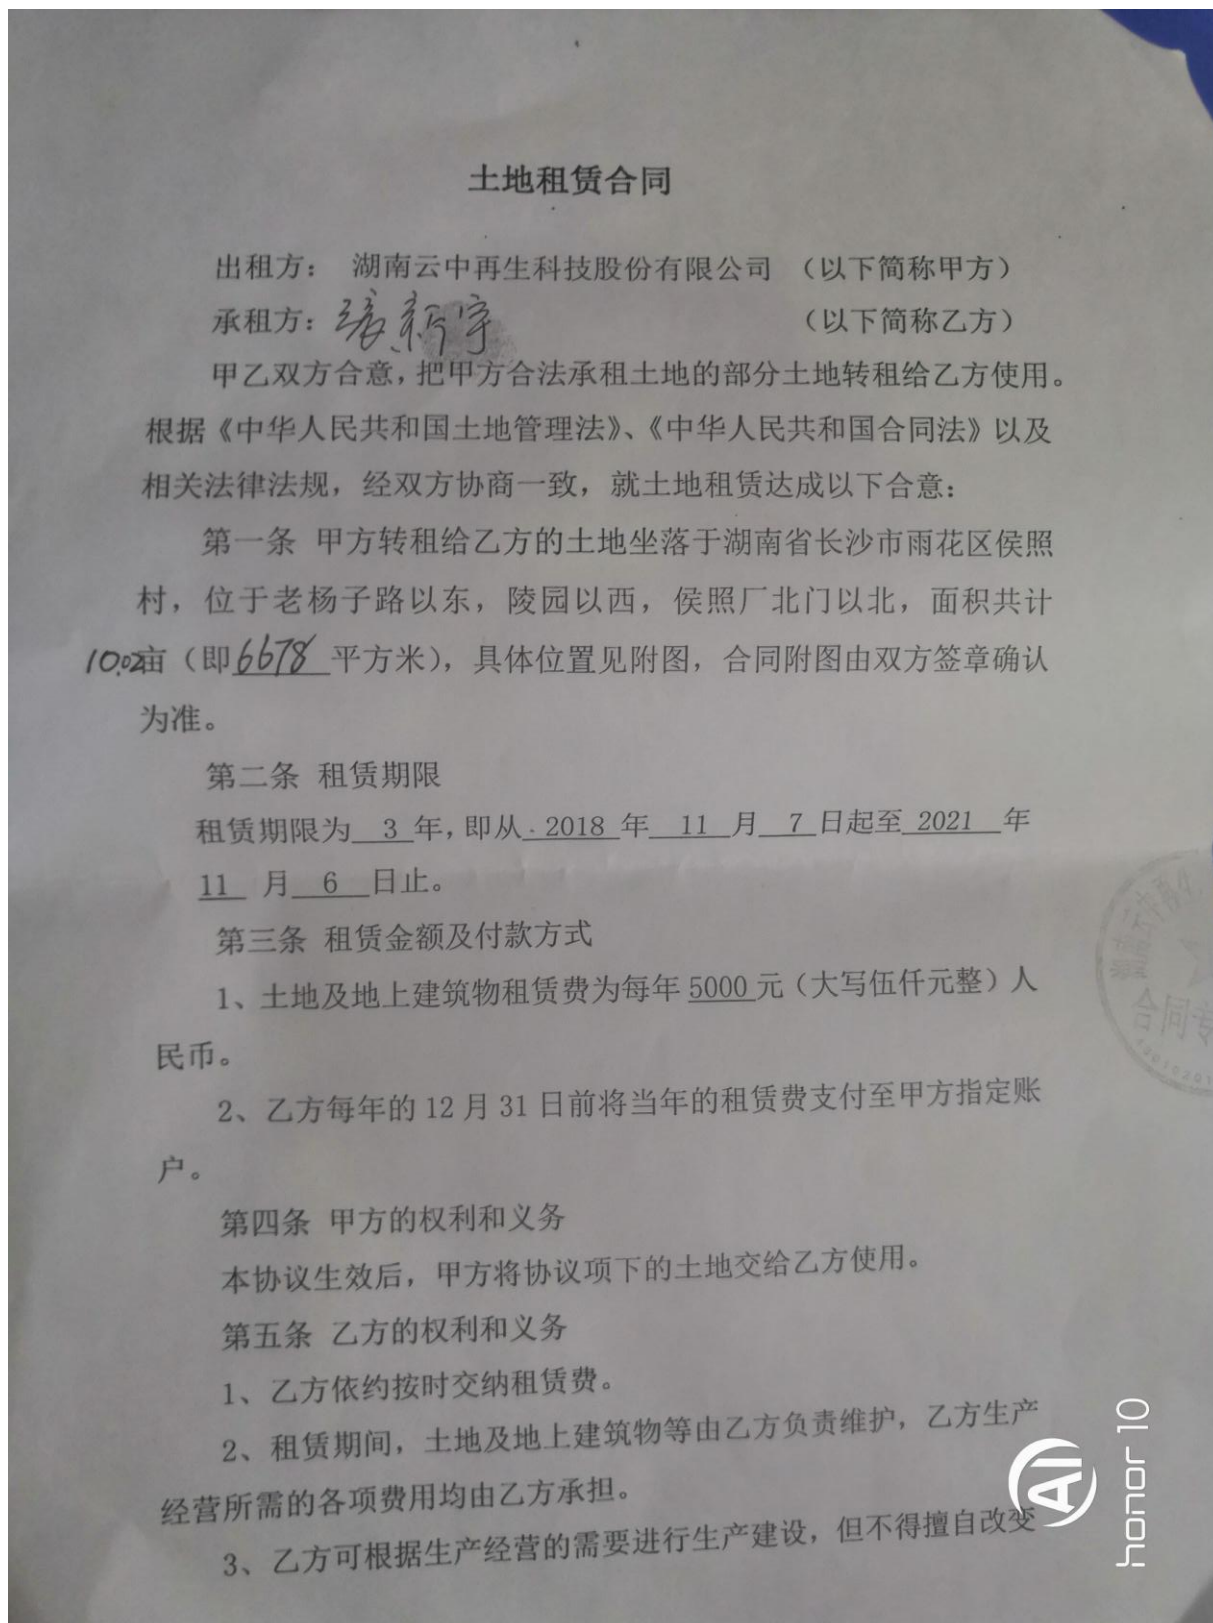 土地租赁合同
出租方： 湖南云中再生科技股份有限公司 （以下简称甲方）
承租方：张新宇 （以下简称乙方）
甲乙双方合意，把甲方合法承租土地的部分土地转租给乙方使用。
根据《中华人民共和国土地管理法》、《中华人民共和国合同法》以及
相关法律法规，经双方协商一致，就土地租赁达成以下合意：
第一条 甲方转租给乙方的土地坐落于湖南省长沙市雨花区侯照
村，位于老杨子路以东，陵园以西，侯照厂北门以北，面积共计
10.02亩（即6678平方米），具体位置见附图，合同附图由双方签章确认
为准。
第二条 租赁期限
租赁期限为 3 年，即从 2018 年 11 月 7 日起至 2021 年
11 月 6 日止。
第三条 租赁金额及付款方式
1、土地及地上建筑物租赁费为每年5000元（大写伍仟元整）人
民币。
2、乙方每年的12月31日前将当年的租赁费支付至甲方指定账
户。
第四条 甲方的权利和义务
本协议生效后，甲方将协议项下的土地交给乙方使用。
第五条 乙方的权利和义务
1、乙方依约按时交纳租赁费。
2、租赁期间，土地及地上建筑物等由乙方负责维护，乙方生产
经营所需的各项费用均由乙方承担。
3、乙方可根据生产经营的需要进行生产建设，但不得擅自改变
合同专
AI
honor 10